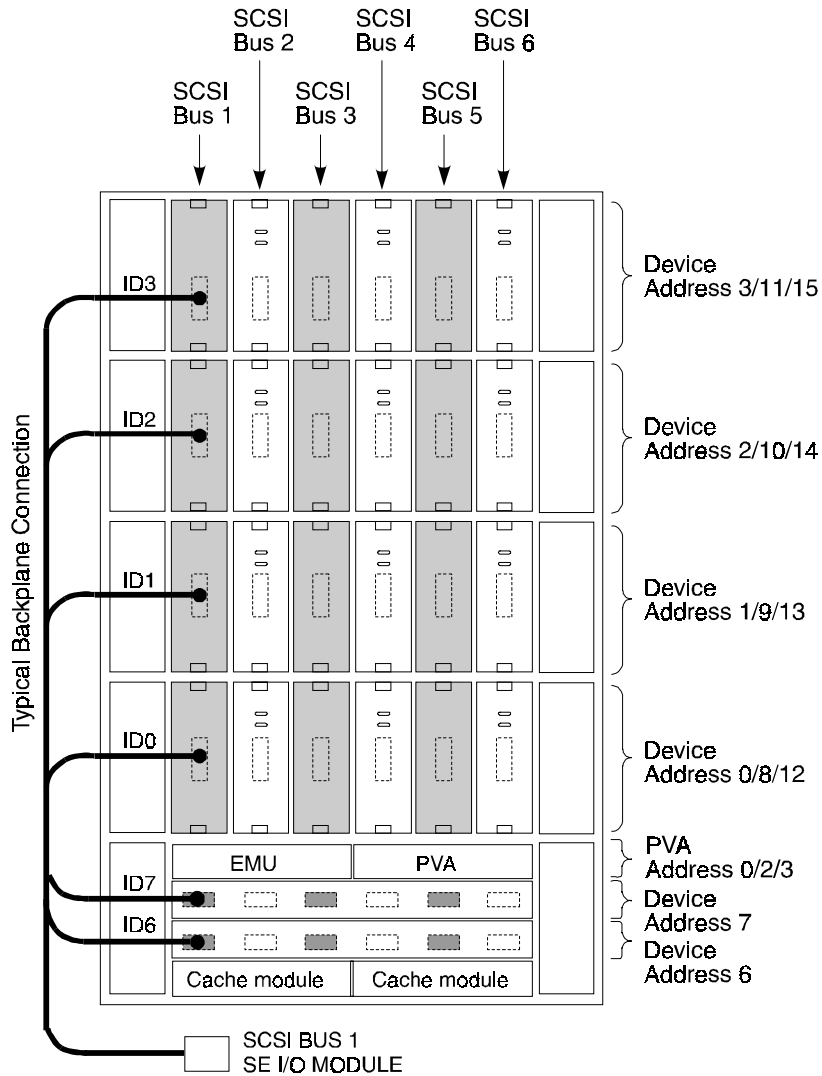 SCSI
Bus 2
SCSI
Bus 4
SCSI
Bus 6
SCSI
Bus 1
SCSI
Bus 3
SCSI
Bus 5
ID3
Device
Address 3/11/15
ID2
Device
Address 2/10/14
Typical Backplane Connection
ID1
Device
Address 1/9/13
ID0
Device
Address 0/8/12
EMU
PVA
PVA
Address 0/2/3
ID7
Device
Address 7
ID6
Device
Address 6
Cache module
Cache module
SCSI BUS 1
SE I/O MODULE